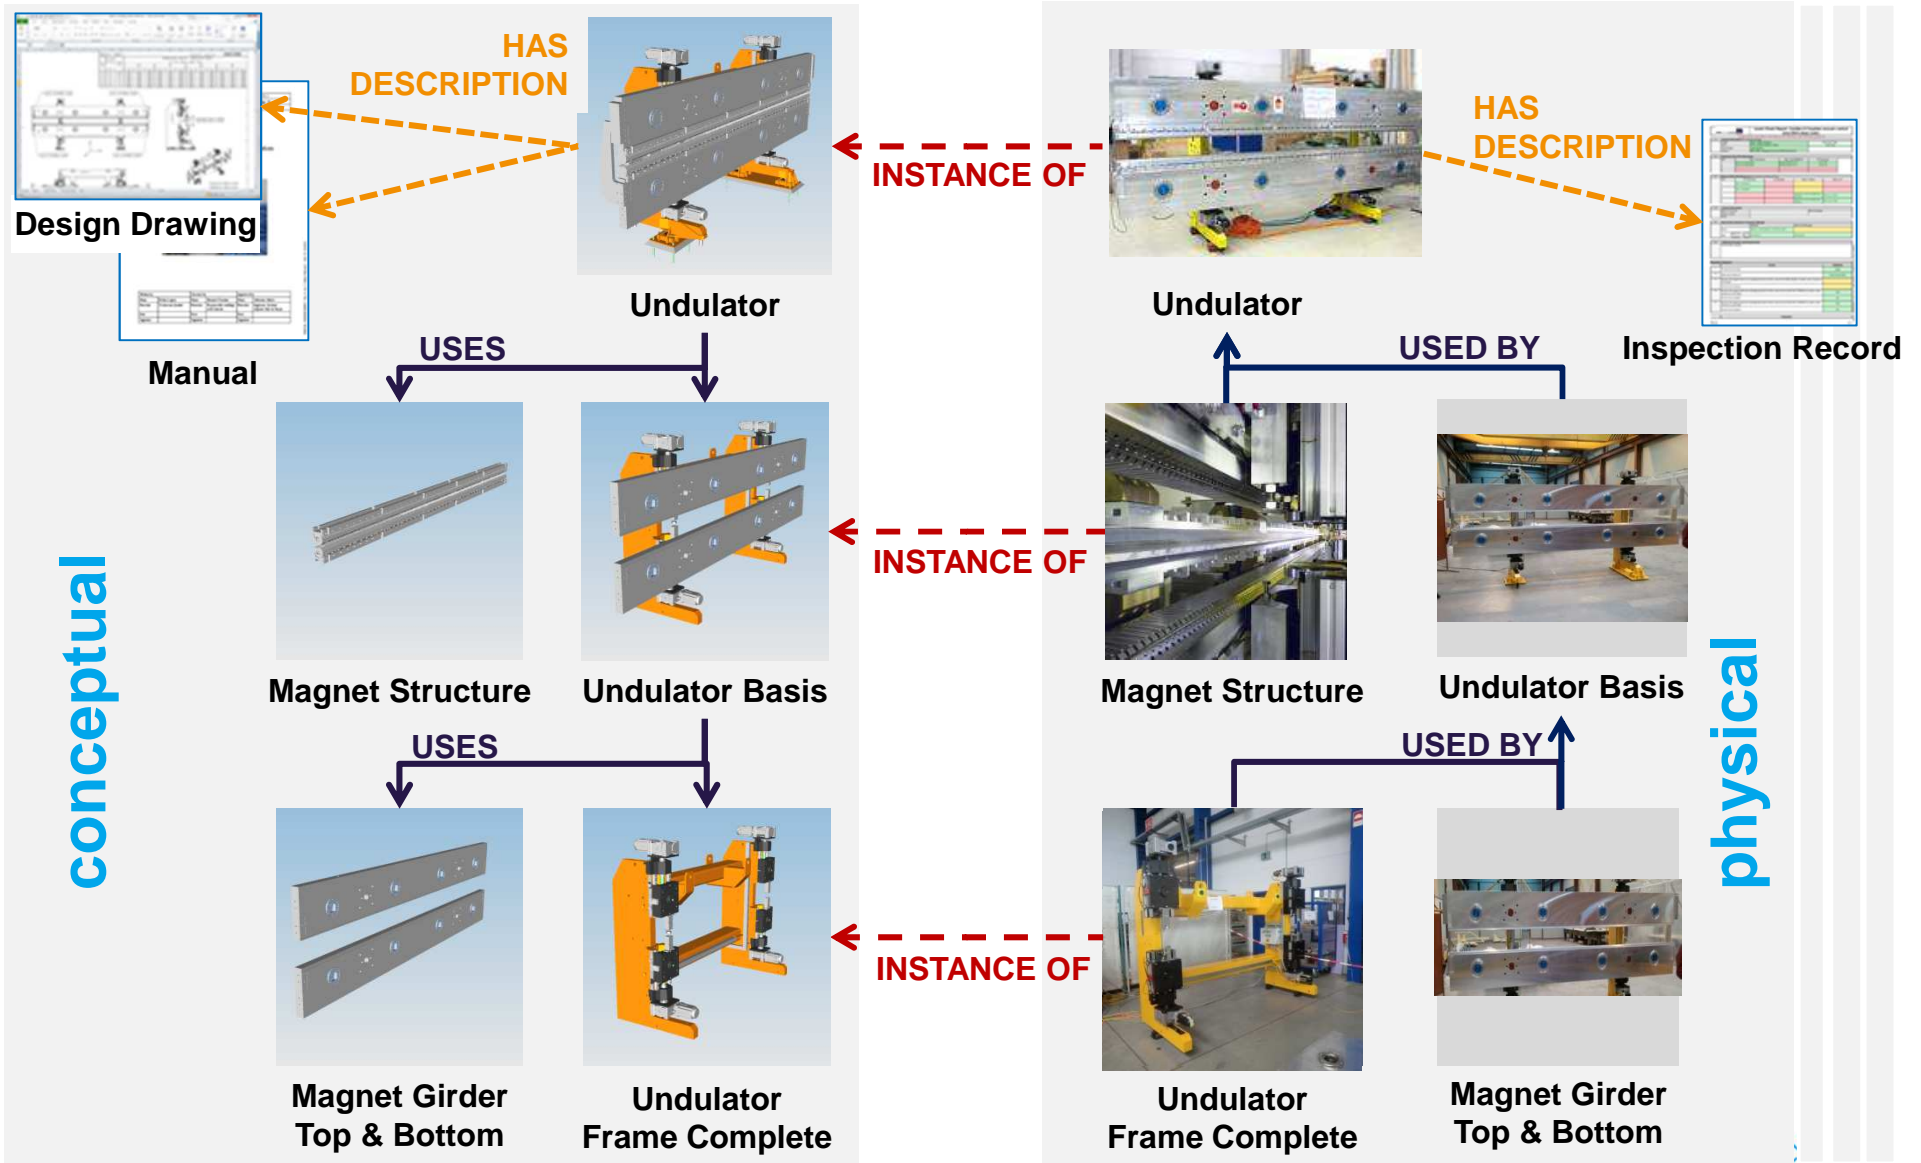 HAS
DESCRIPTION
Design Drawing
Manual
Undulator
INSTANCE OF
Undulator
HAS
DESCRIPTION
Inspection Record
USES
USED BY
Magnet Structure
Undulator Basis
INSTANCE OF
Magnet Structure
Undulator Basis
conceptual
physical
USES
USED BY
Magnet Girder
Top & Bottom
Undulator
Frame Complete
INSTANCE OF
Undulator
Frame Complete
Magnet Girder
Top & Bottom